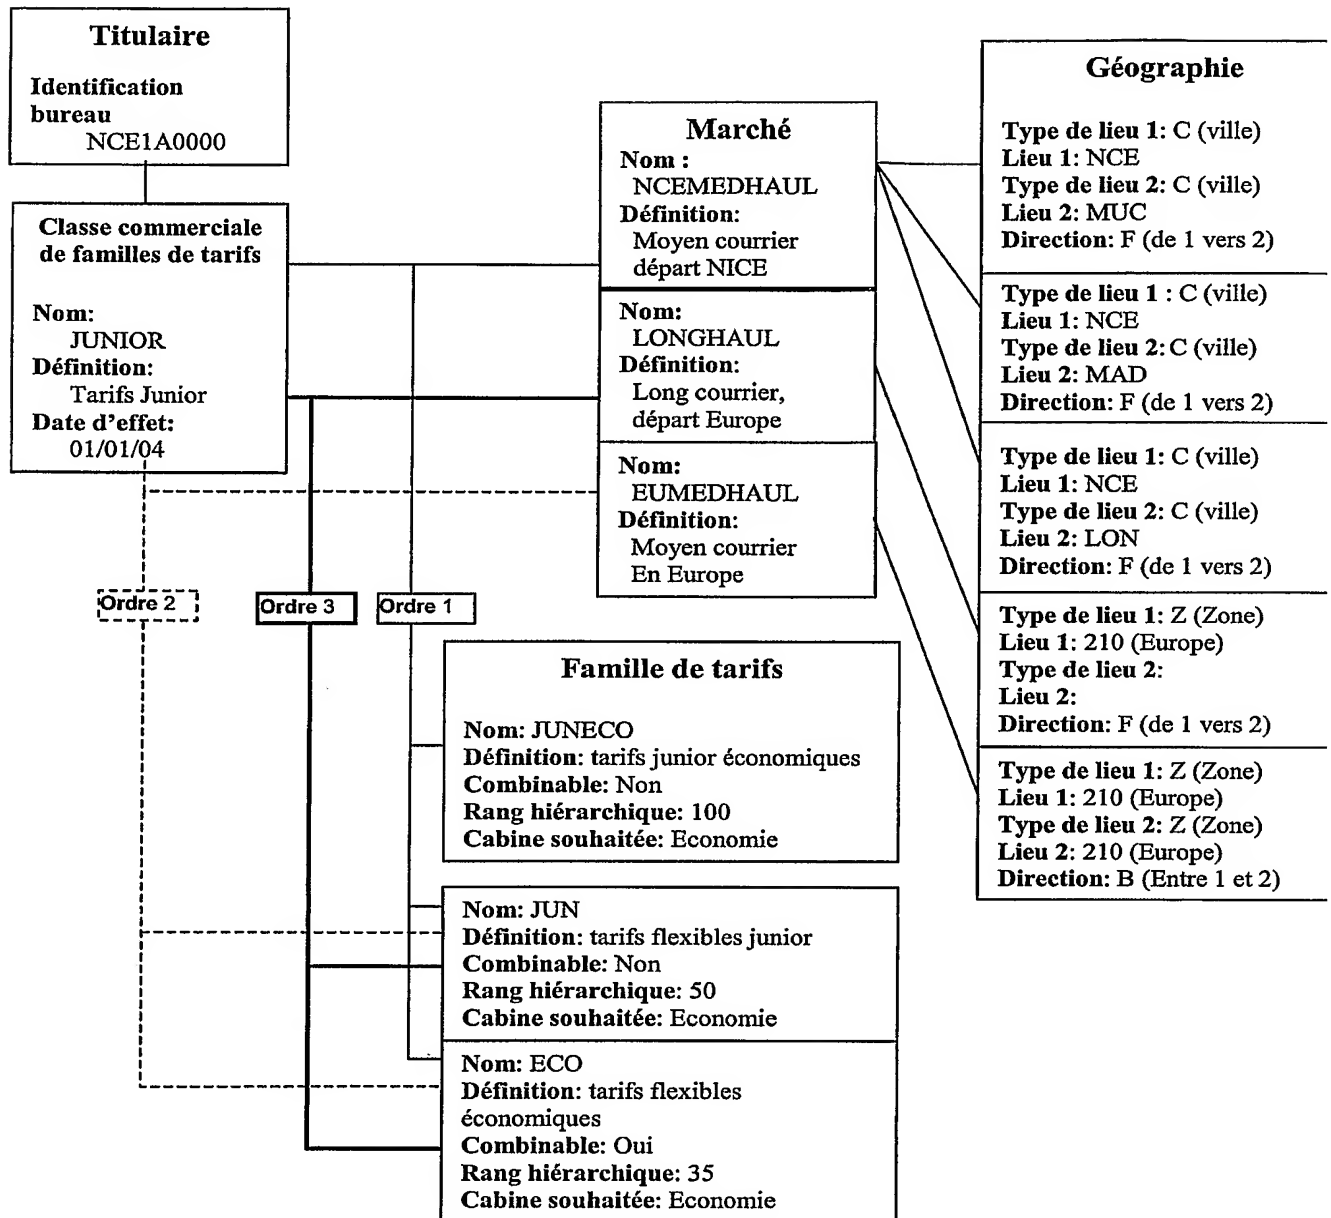 Titulaire
Identification
bureau
NCE1A0000
Classe commerciale
de familles de tarifs
Nom:
JUNIOR
Définition:
Tarifs Junior
Date d'effet:
01/01/04
Marché
Nom :
NCEMEDHAUL
Définition:
Moyen courrier
départ NICE
Nom:
LONGHAUL
Définition:
Long courrier,
départ Europe
Nom:
EUMEDHAUL
Définition:
Moyen courrier
En Europe
Géographie
Type de lieu 1: C (ville)
Lieu 1: NCE
Type de lieu 2: C (ville)
Lieu 2: MUC
Direction: F (de 1 vers 2)
Type de lieu 1 : C (ville)
Lieu 1: NCE
Type de lieu 2: C (ville)
Lieu 2: MAD
Direction: F (de 1 vers 2)
Type de lieu 1: C (ville)
Lieu 1: NCE
Type de lieu 2: C (ville)
Lieu 2: LON
Direction: F (de 1 vers 2)
Type de lieu 1: Z (Zone)
Lieu 1: 210 (Europe)
Type de lieu 2:
Lieu 2:
Direction: F (de 1 vers 2)
Type de lieu 1: Z (Zone)
Lieu 1: 210 (Europe)
Type de lieu 2: Z (Zone)
Lieu 2: 210 (Europe)
Direction: B (Entre 1 et 2)
Ordre 2
Ordre 3
Ordre 1
Famille de tarifs
Nom: JUNECO
Définition: tarifs junior économiques
Combinable: Non
Rang hiérarchique: 100
Cabine souhaitée: Economie
Nom: JUN
Définition: tarifs flexibles junior
Combinable: Non
Rang hiérarchique: 50
Cabine souhaitée: Economie
Nom: ECO
Définition: tarifs flexibles
économiques
Combinable: Oui
Rang hiérarchique: 35
Cabine souhaitée: Economie